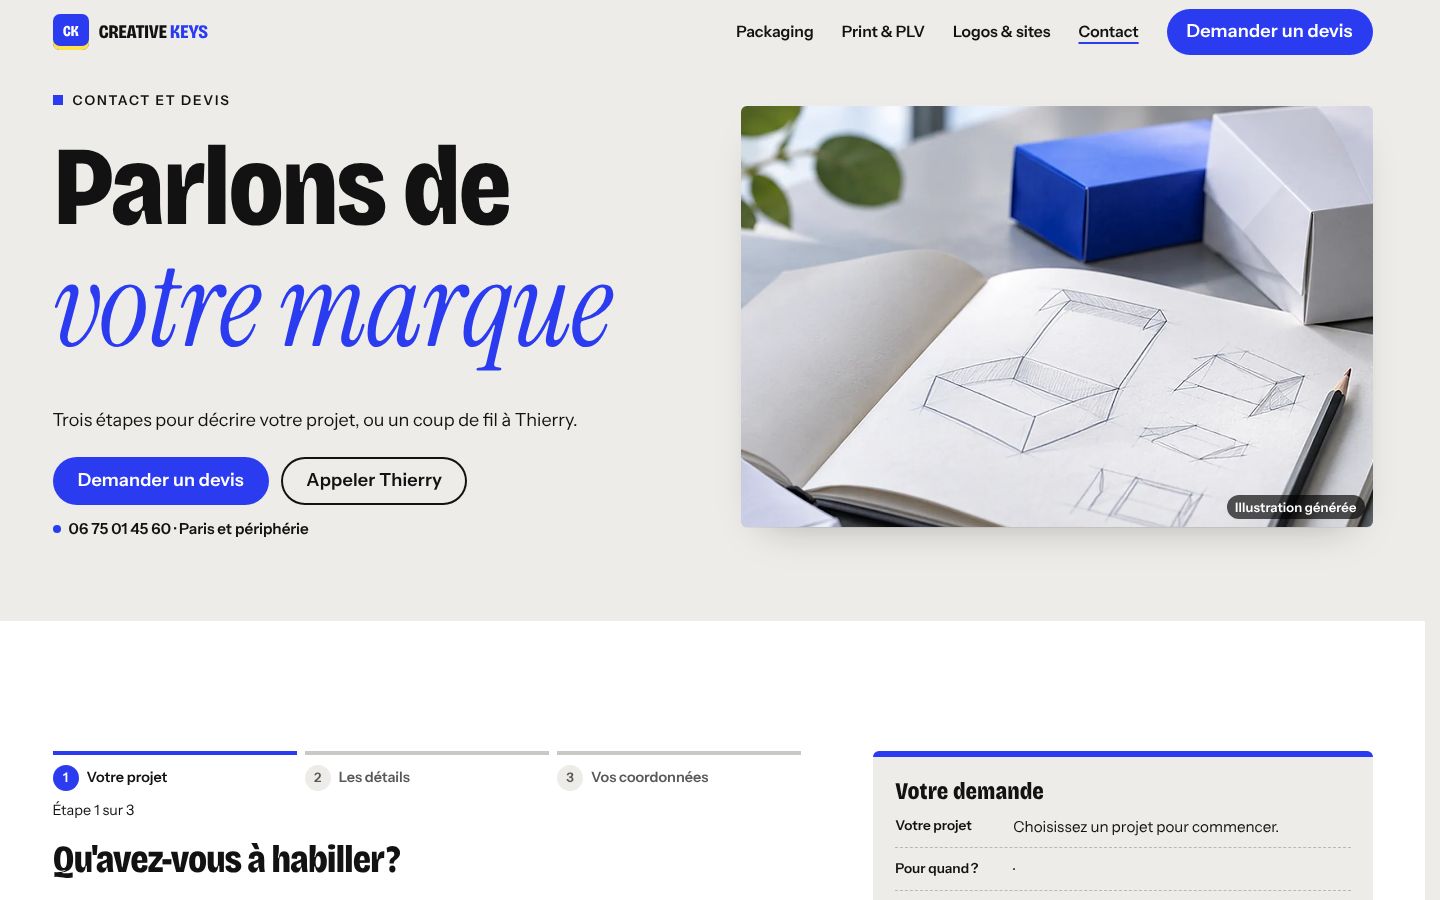 CK CREATIVE KEYS
Packaging Print & PLV Logos & sites Contact Demander un devis
CONTACT ET DEVIS
Parlons de
votre marque
Trois étapes pour décrire votre projet, ou un coup de fil à Thierry.
Demander un devis Appeler Thierry
06 75 01 45 60 · Paris et périphérie
Illustration générée
1 Votre projet 2 Les détails 3 Vos coordonnées
Étape 1 sur 3
Qu'avez-vous à habiller ?
Votre demande
Votre projet Choisissez un projet pour commencer.
Pour quand ? ·